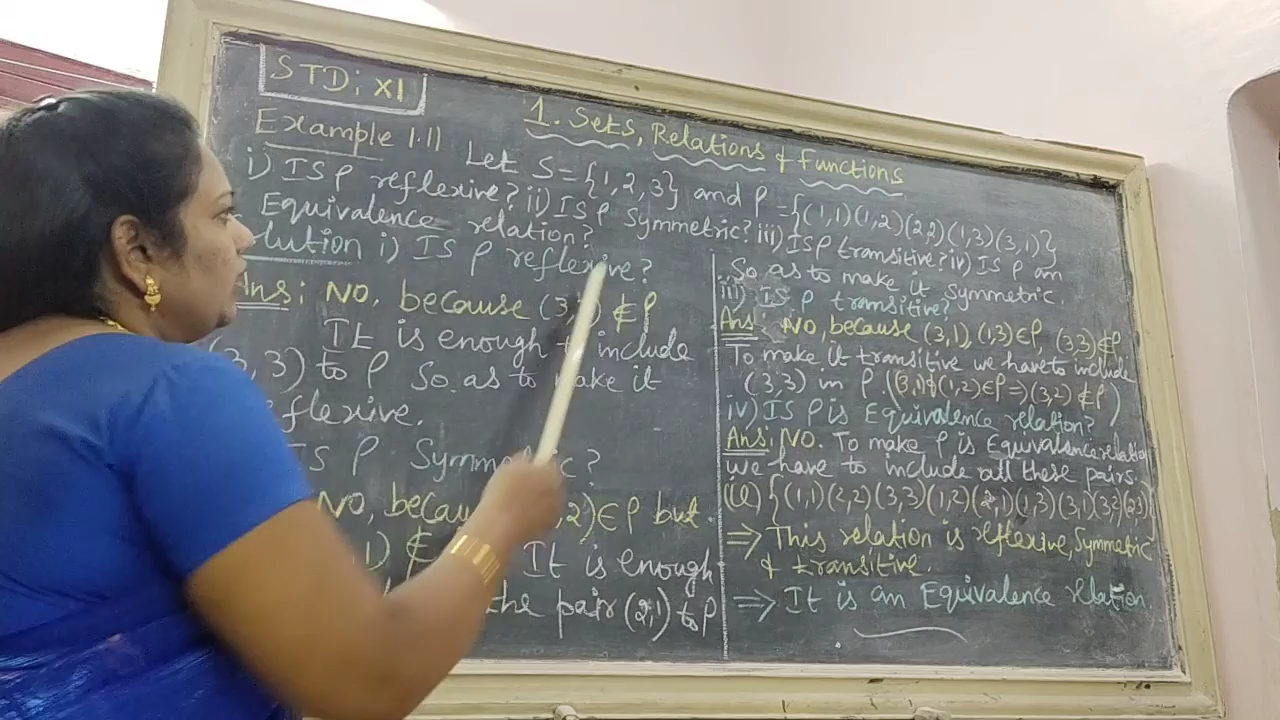 STD: XI
1. Sets, Relations & Functions
Example 1.11 Let S = {1,2,3} and ρ = {(1,1)(1,2)(2,2)(1,3)(3,1)}
i) IS ρ reflexive? ii) IS ρ Symmetric? iii) IS ρ transitive? iv) IS ρ an
Equivalence relation?
lution i) IS ρ reflexive?
Ans: NO, because (3, ) ∉ ρ
It is enough to include
(3,3) to ρ So as to make it
flexive.
IS ρ Symmetric?
NO, because ,2) ∈ ρ but
1) ∉ It is enough
the pair (2,1) to ρ
So as to make it Symmetric.
iii) IS ρ transitive?
Ans: NO, because (3,1), (1,3) ∈ ρ (3,3) ∉ ρ
To make it transitive we have to include
(3,3) in ρ. ((3,1) & (1,2) ∈ ρ ⇒ (3,2) ∉ ρ)
iv) IS ρ is Equivalence relation?
Ans: NO. To make ρ is Equivalence relation
we have to include all these pairs.
(ie) {(1,1)(2,2)(3,3)(1,2)(2,1)(1,3)(3,1)(3,2)(2,3)}
⇒ This relation is reflexive, Symmetric
& transitive.
⇒ It is an Equivalence relation.